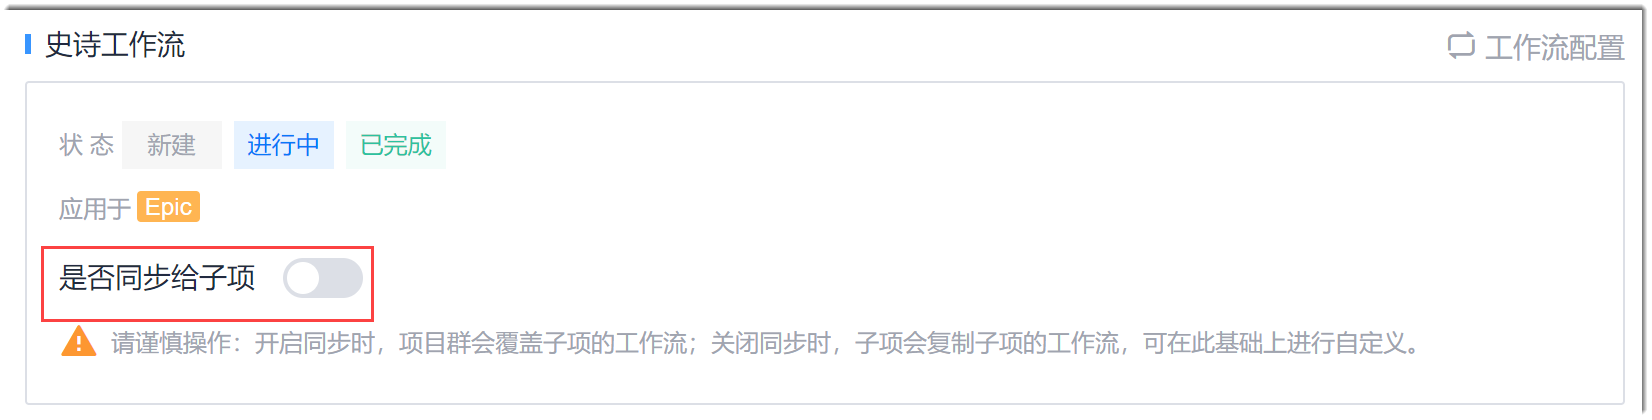 史诗工作流 工作流配置
状 态 新建 进行中 已完成
应用于 Epic
是否同步给子项
请谨慎操作：开启同步时，项目群会覆盖子项的工作流；关闭同步时，子项会复制子项的工作流，可在此基础上进行自定义。